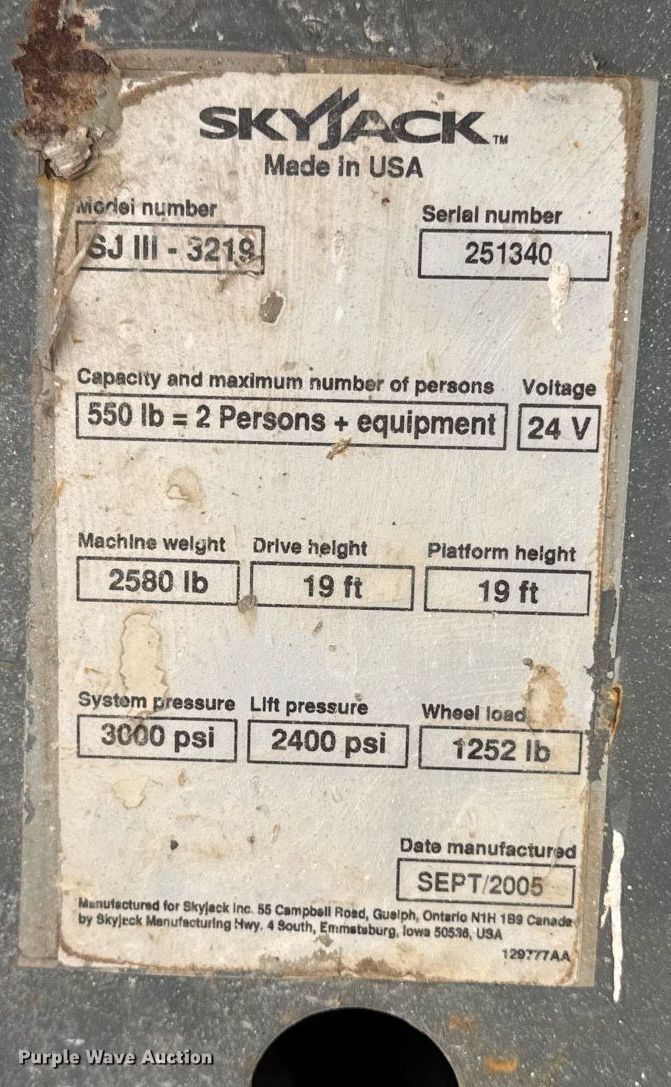 SKYJACK™
Made in USA
Model number
Serial number
SJ III - 3219
251340
Capacity and maximum number of persons
Voltage
550 lb = 2 Persons + equipment
24 V
Machine weight
Drive height
Platform height
2580 lb
19 ft
19 ft
System pressure
Lift pressure
Wheel load
3000 psi
2400 psi
1252 lb
Date manufactured
SEPT/2005
Manufactured for Skyjack Inc. 55 Campbell Road, Guelph, Ontario N1H 1B9 Canada
by Skyjack Manufacturing Hwy. 4 South, Emmetsburg, Iowa 50536, USA
129777AA
Purple Wave Auction